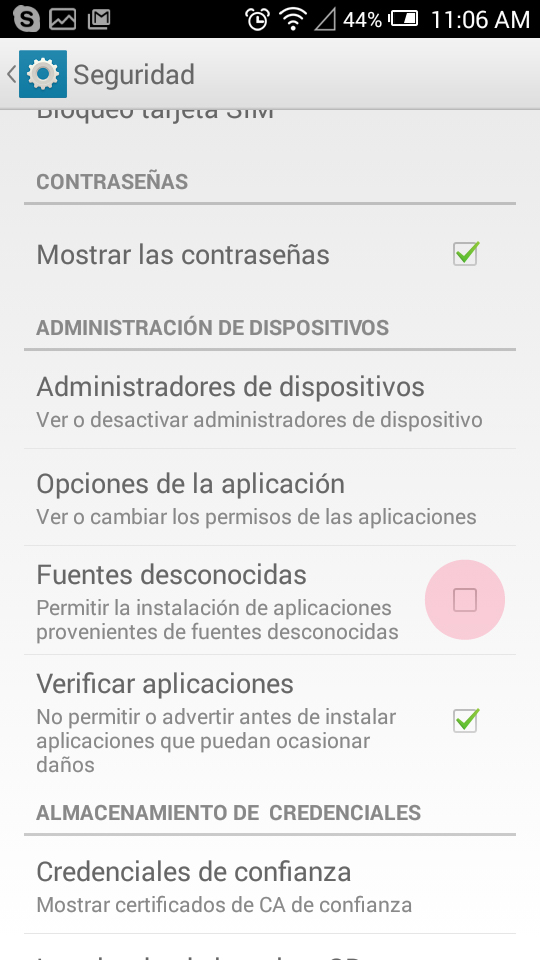 44% 11:06 AM
Seguridad
Bloqueo tarjeta SIM
CONTRASEÑAS
Mostrar las contraseñas
ADMINISTRACIÓN DE DISPOSITIVOS
Administradores de dispositivos
Ver o desactivar administradores de dispositivo
Opciones de la aplicación
Ver o cambiar los permisos de las aplicaciones
Fuentes desconocidas
Permitir la instalación de aplicaciones
provenientes de fuentes desconocidas
Verificar aplicaciones
No permitir o advertir antes de instalar
aplicaciones que puedan ocasionar
daños
ALMACENAMIENTO DE CREDENCIALES
Credenciales de confianza
Mostrar certificados de CA de confianza